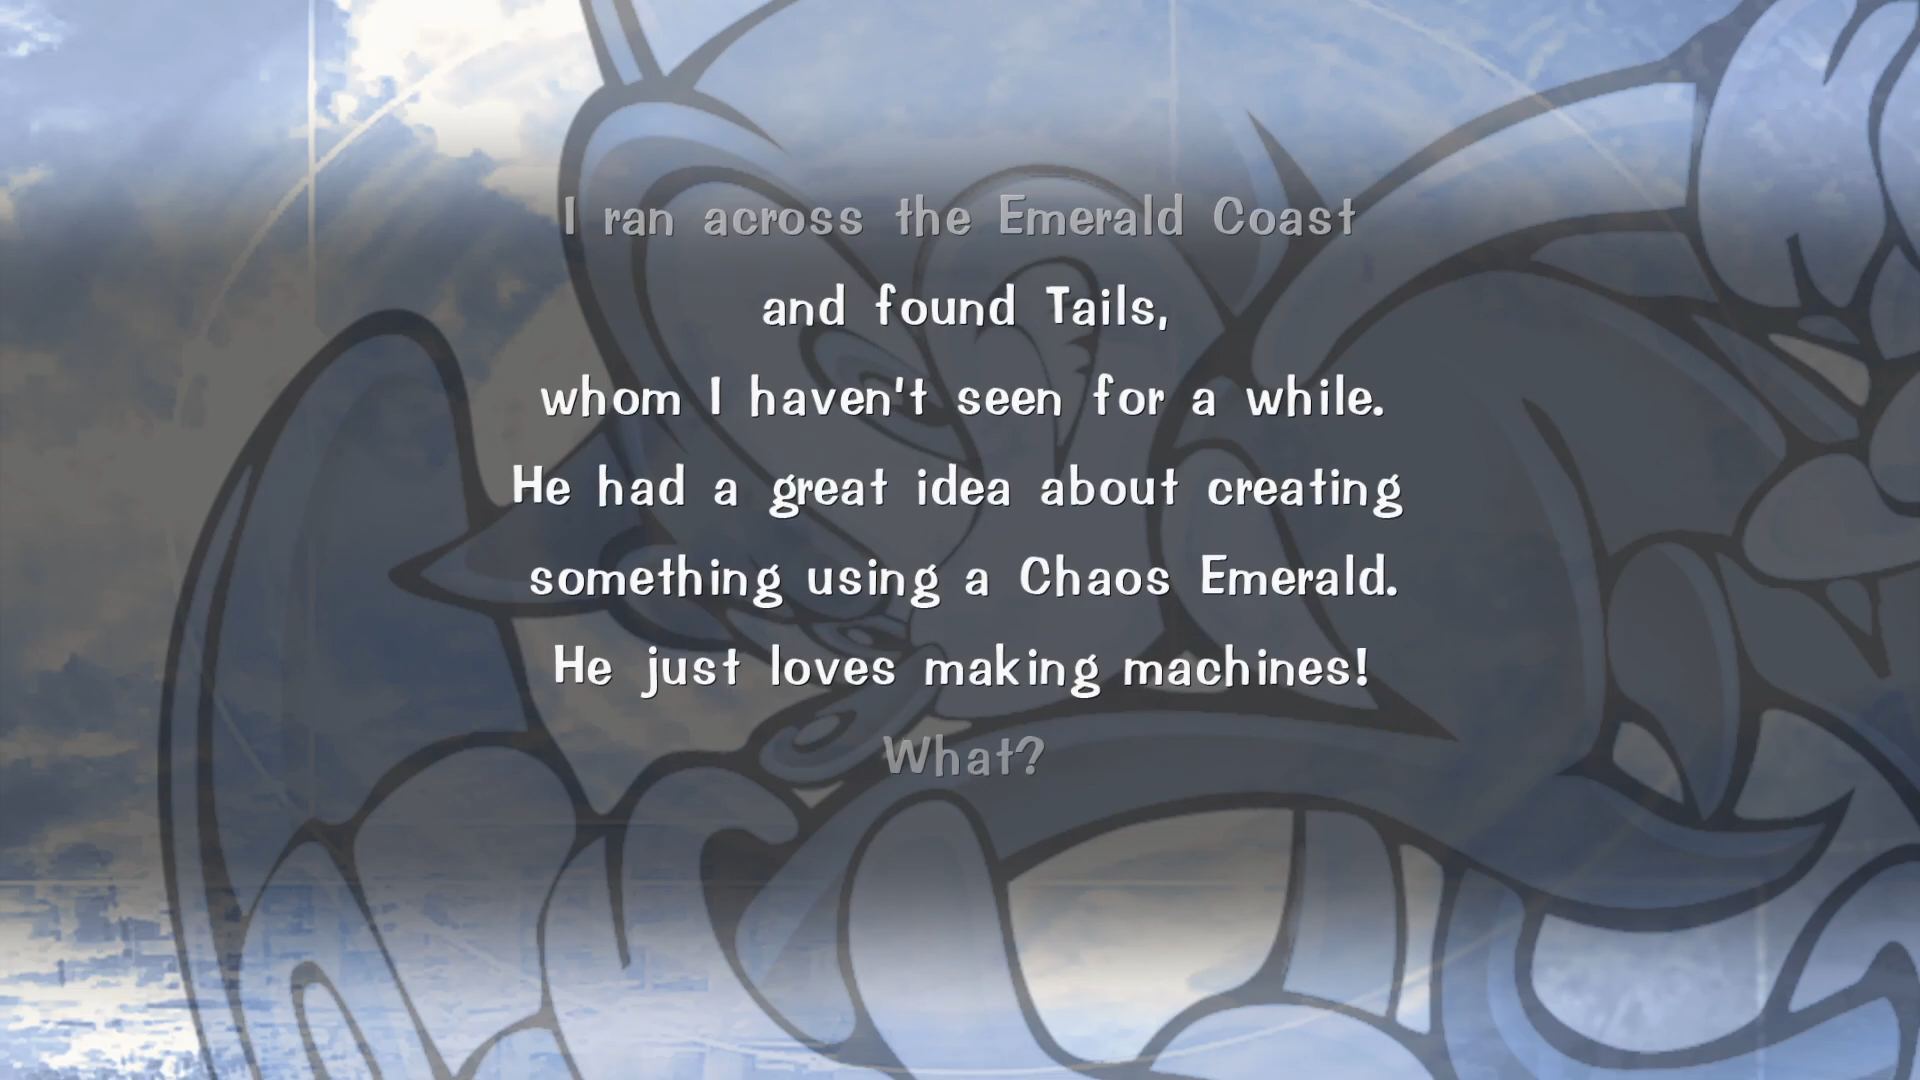 I ran across the Emerald Coast
and found Tails,
whom I haven't seen for a while.
He had a great idea about creating
something using a Chaos Emerald.
He just loves making machines!
What?